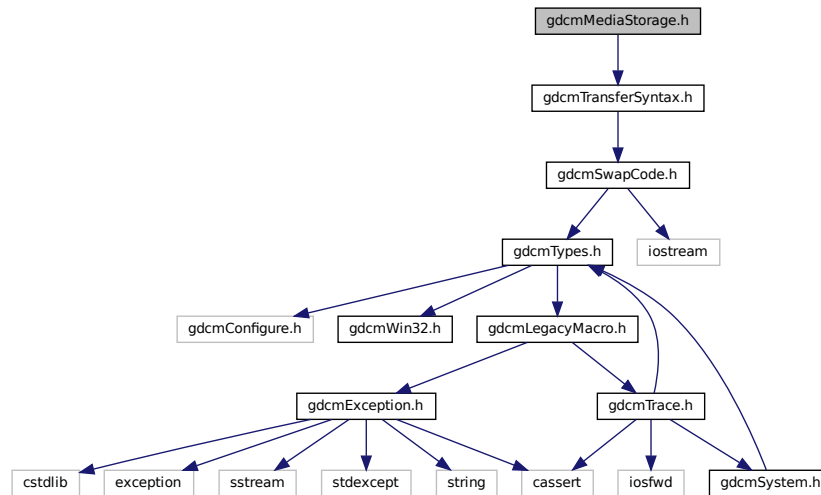 gdcmMediaStorage.h
gdcmTransferSyntax.h
gdcmSwapCode.h
gdcmTypes.h
iostream
gdcmConfigure.h
gdcmWin32.h
gdcmLegacyMacro.h
gdcmException.h
gdcmTrace.h
cstdlib
exception
sstream
stdexcept
string
cassert
iosfwd
gdcmSystem.h